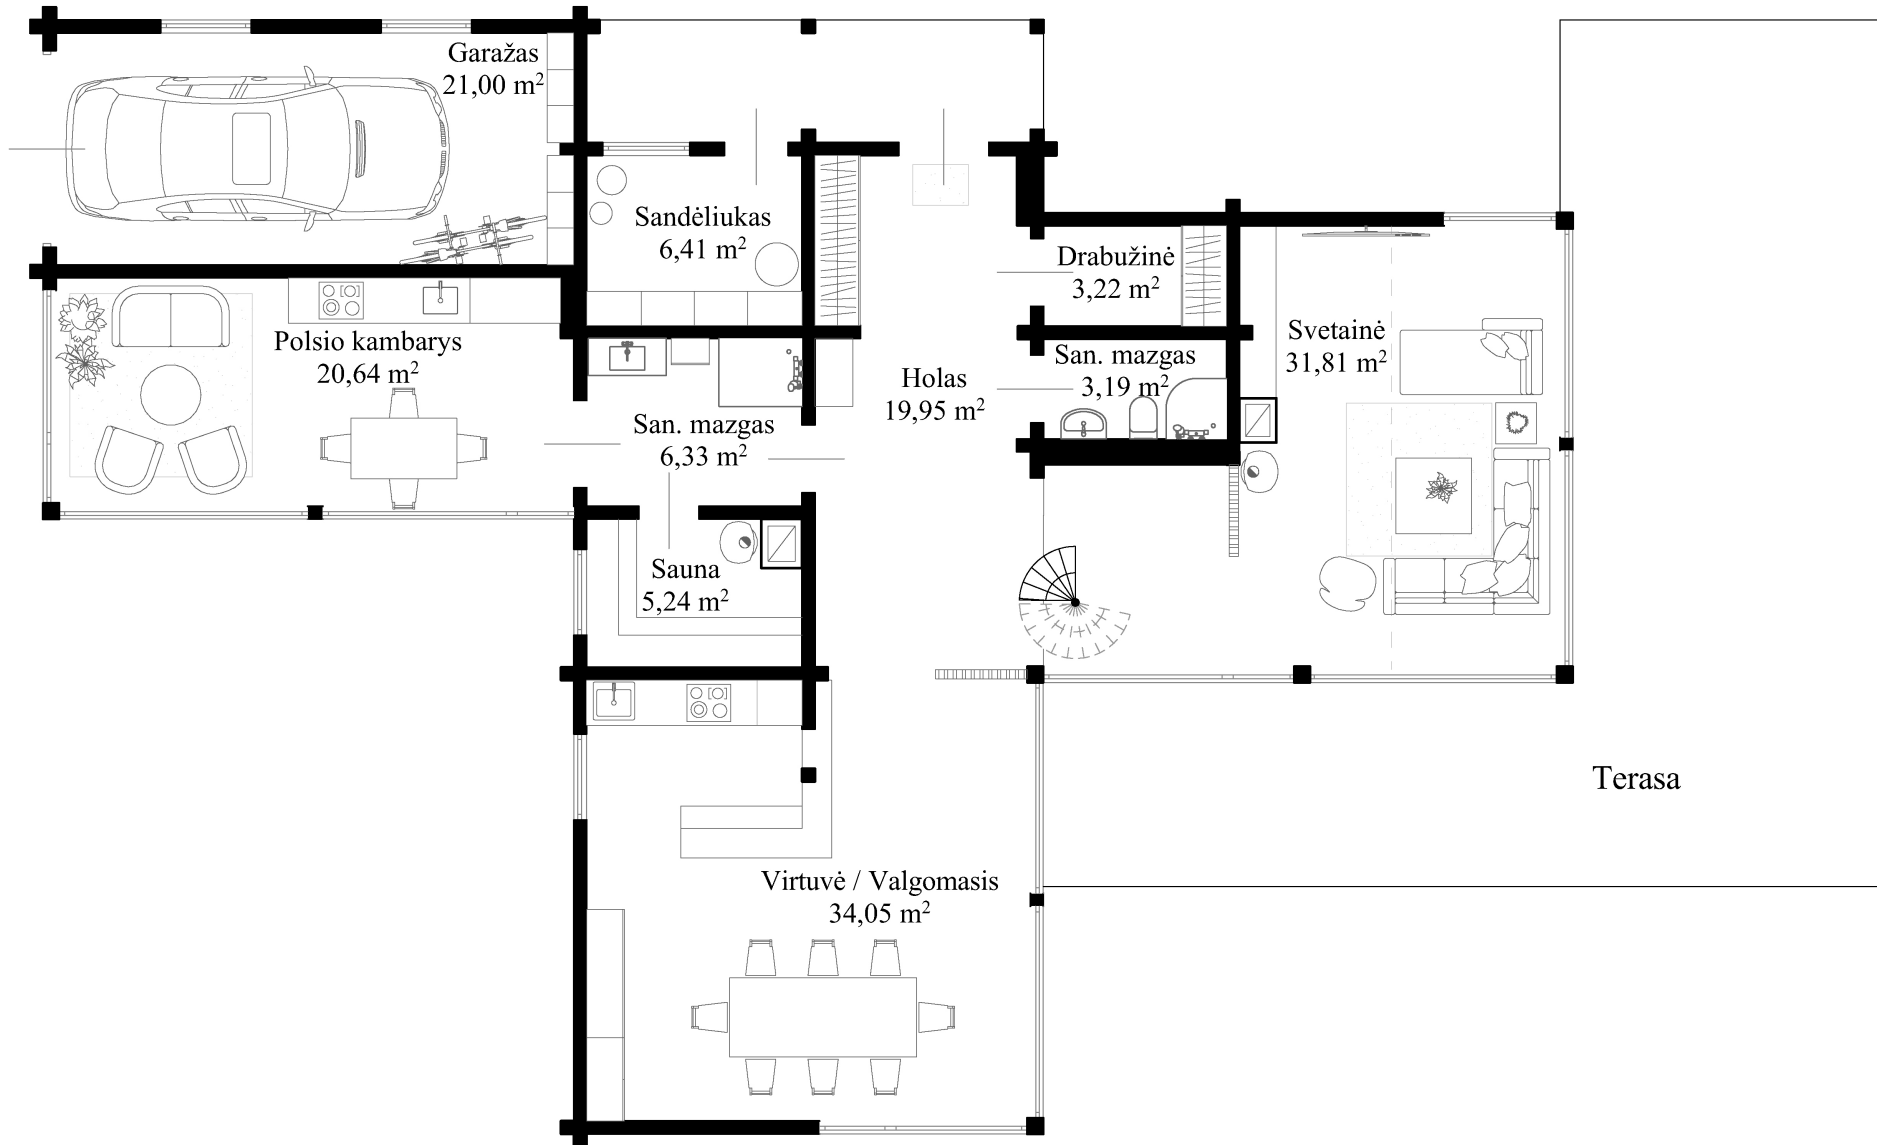 Garažas
21,00 m²
Sandėliukas
6,41 m²
Drabužinė
3,22 m²
Svetainė
31,81 m²
Polsio kambarys
20,64 m²
San. mazgas
3,19 m²
Holas
19,95 m²
San. mazgas
6,33 m²
Sauna
5,24 m²
Terasa
Virtuvė / Valgomasis
34,05 m²